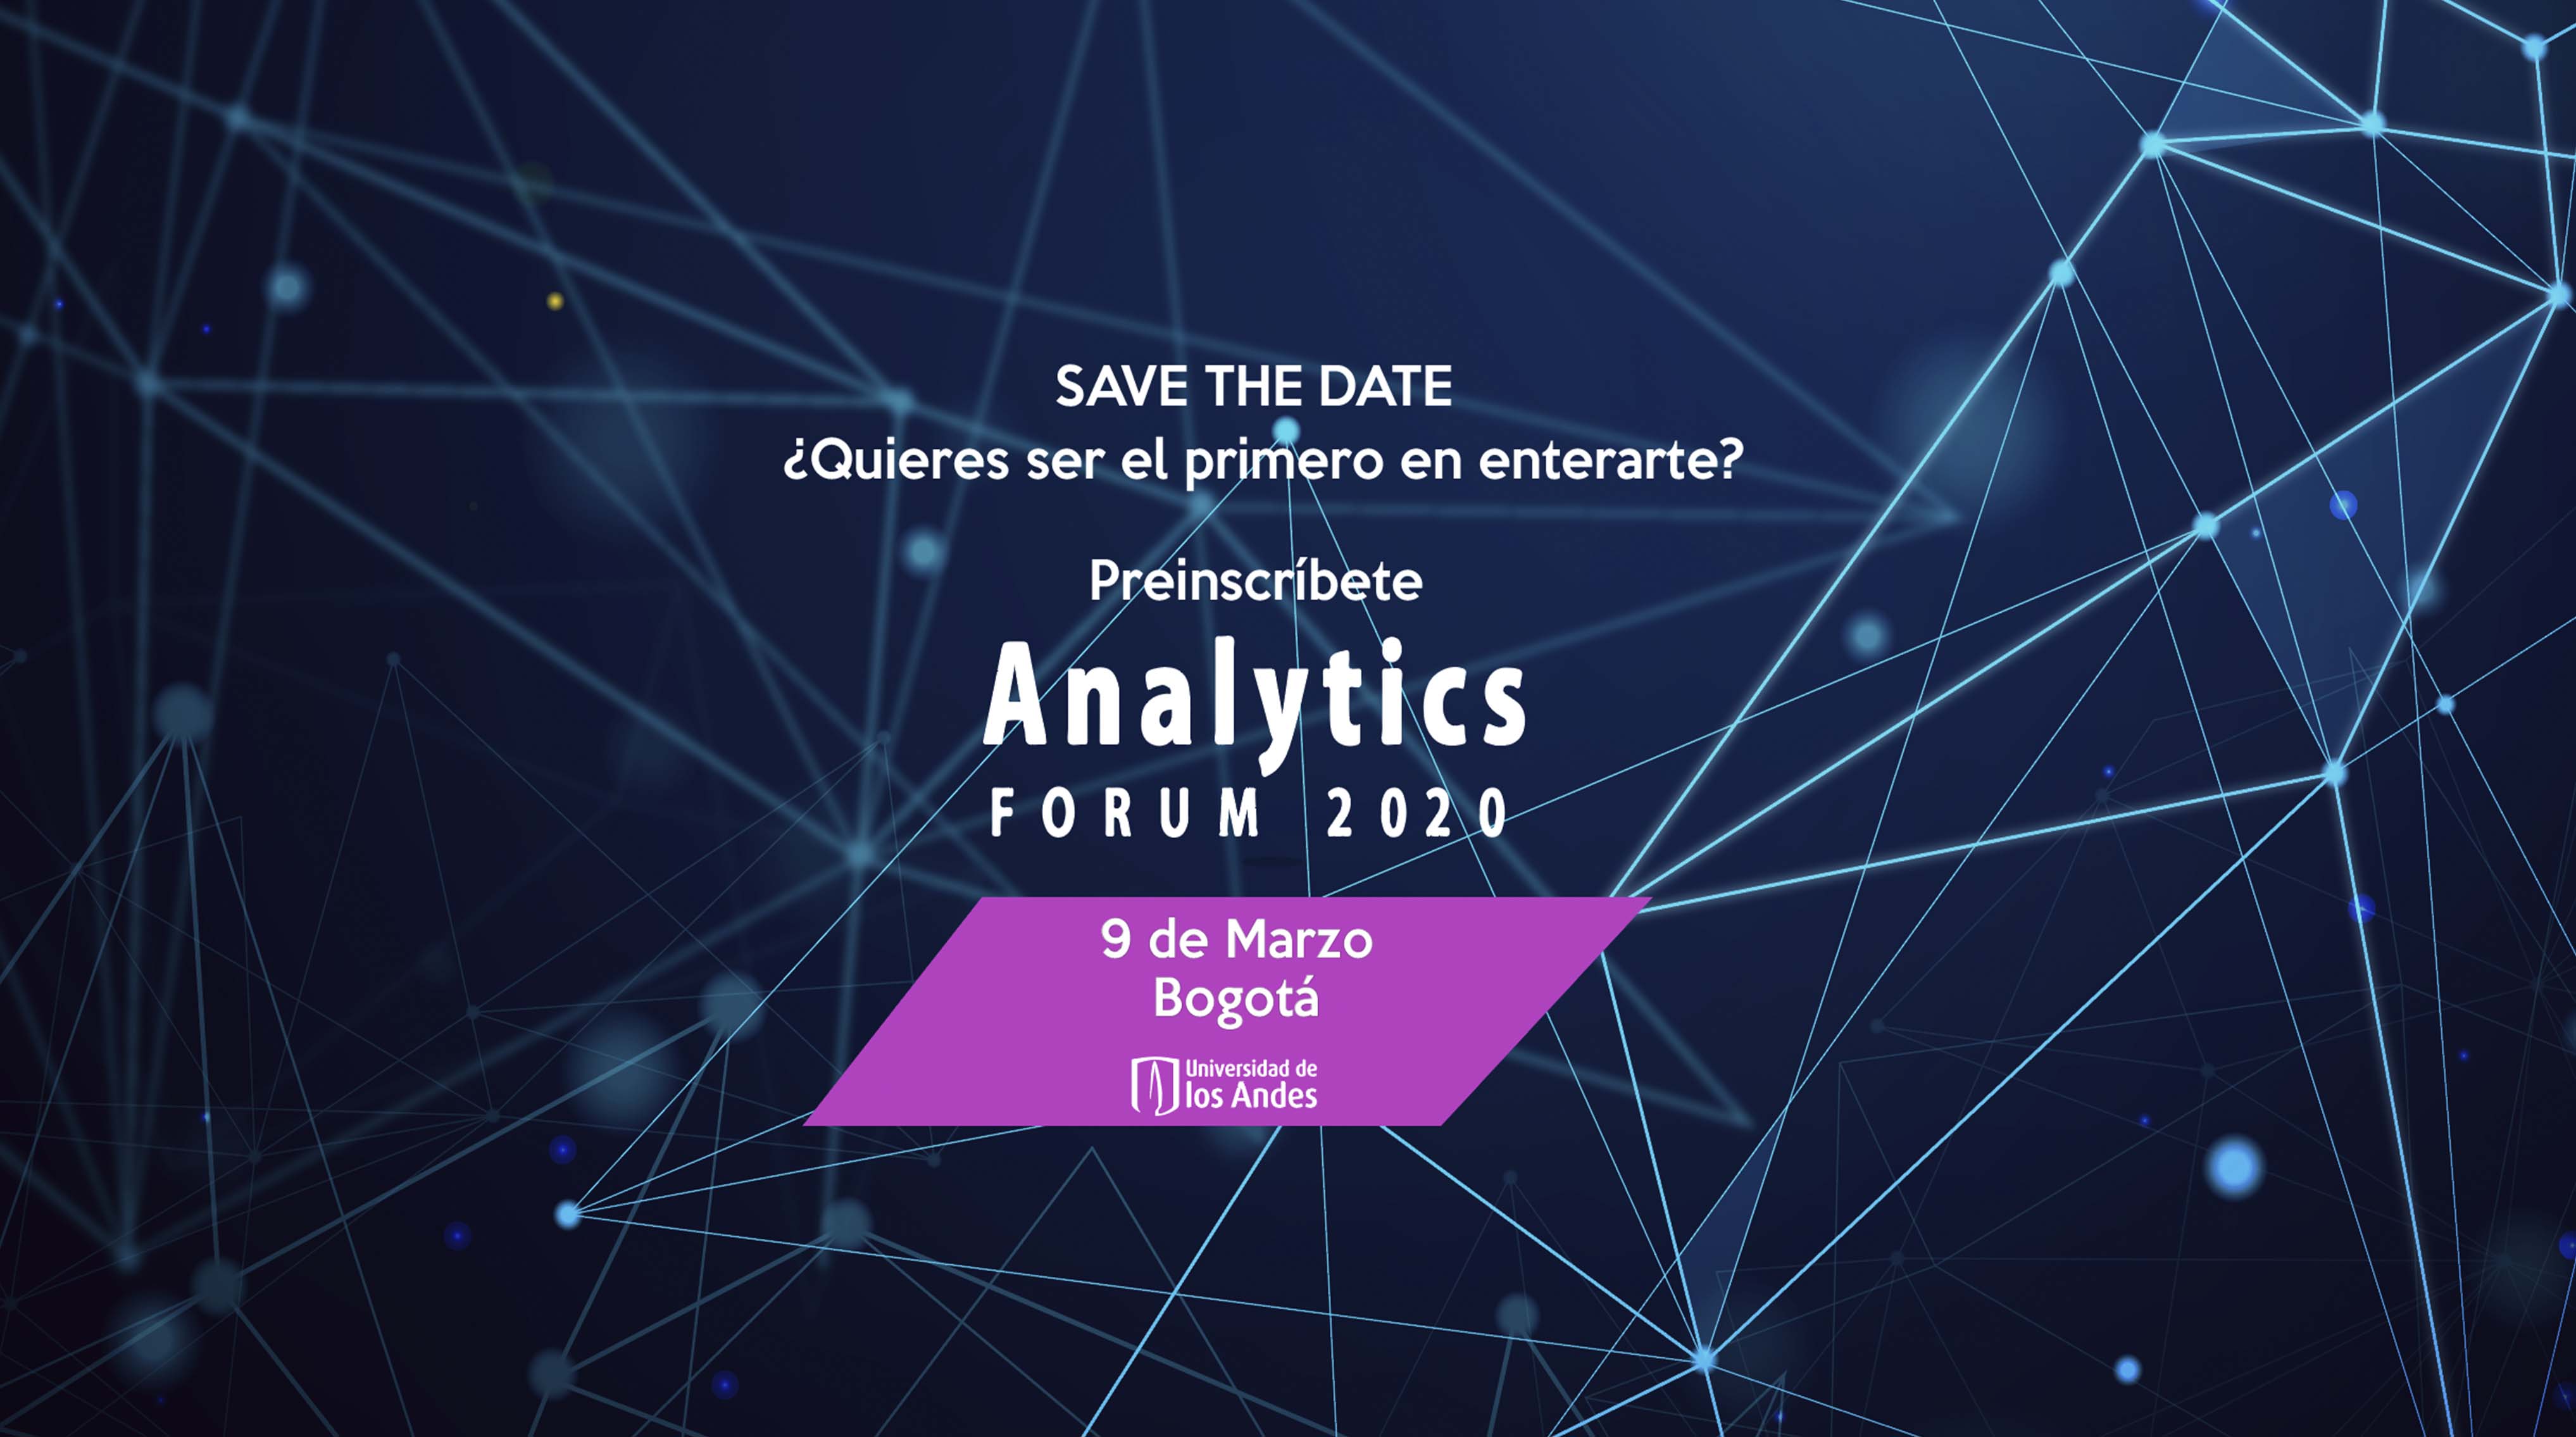 SAVE THE DATE
¿Quieres ser el primero en enterarte?
Preinscríbete
Analytics
FORUM 2020
9 de Marzo
Bogotá
Universidad de
los Andes